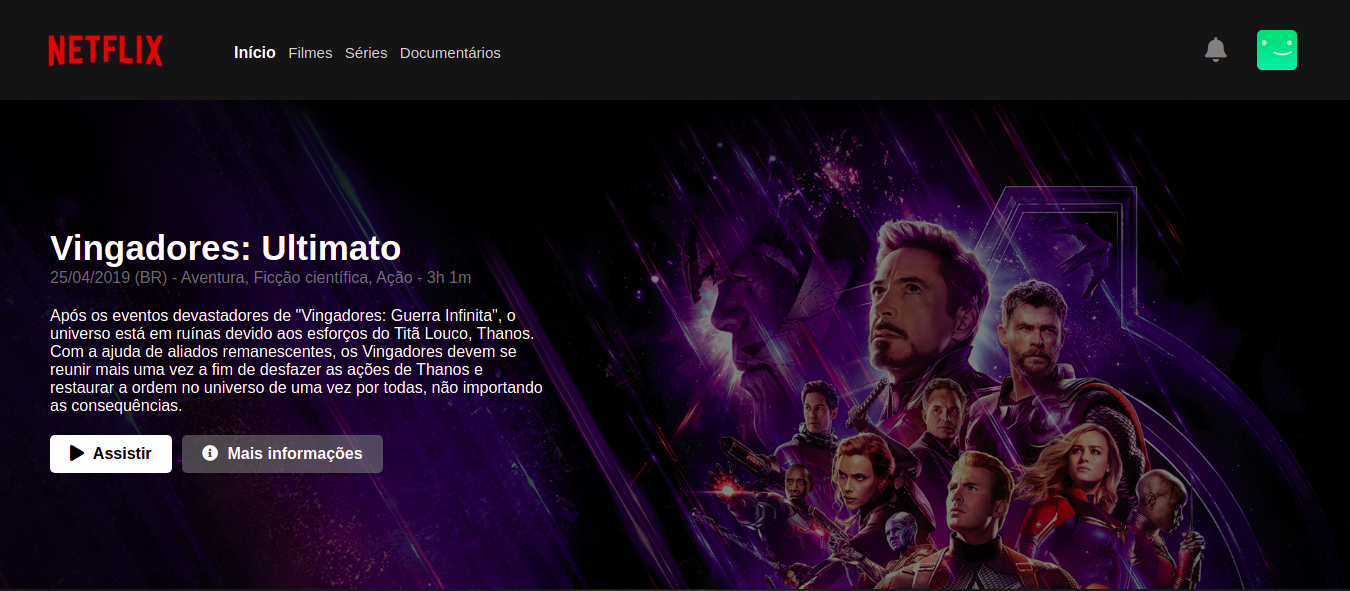 NETFLIX
Início Filmes Séries Documentários
Vingadores: Ultimato
25/04/2019 (BR) - Aventura, Ficção científica, Ação - 3h 1m
Após os eventos devastadores de "Vingadores: Guerra Infinita", o
universo está em ruínas devido aos esforços do Titã Louco, Thanos.
Com a ajuda de aliados remanescentes, os Vingadores devem se
reunir mais uma vez a fim de desfazer as ações de Thanos e
restaurar a ordem no universo de uma vez por todas, não importando
as consequências.
Assistir Mais informações